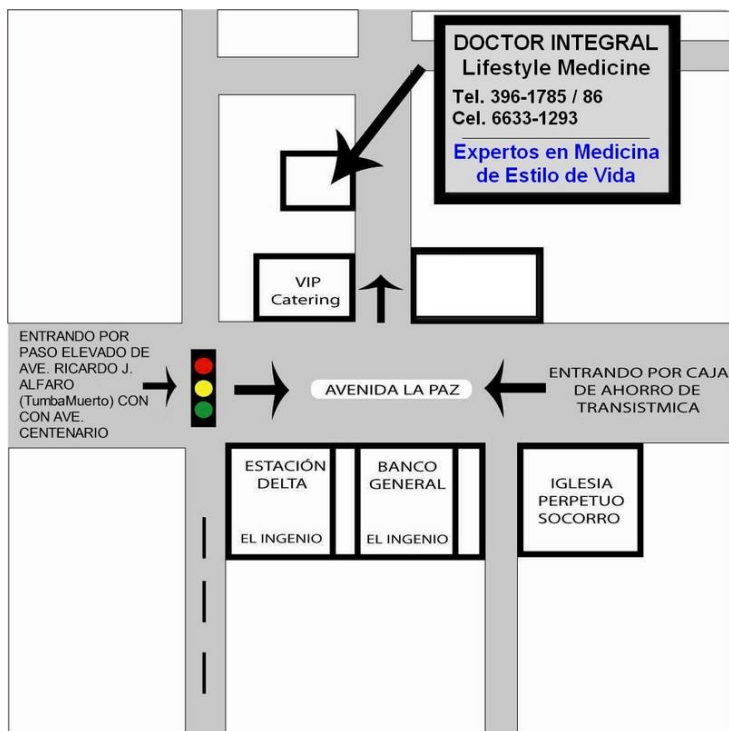 DOCTOR INTEGRAL
Lifestyle Medicine
Tel. 396-1785 / 86
Cel. 6633-1293
Expertos en Medicina
de Estilo de Vida
VIP
Catering
ENTRANDO POR
PASO ELEVADO DE
AVE. RICARDO J.
ALFARO
(TumbaMuerto) CON
CON AVE.
CENTENARIO
AVENIDA LA PAZ
ENTRANDO POR CAJA
DE AHORRO DE
TRANSISTMICA
ESTACIÓN
DELTA
EL INGENIO
BANCO
GENERAL
EL INGENIO
IGLESIA
PERPETUO
SOCORRO